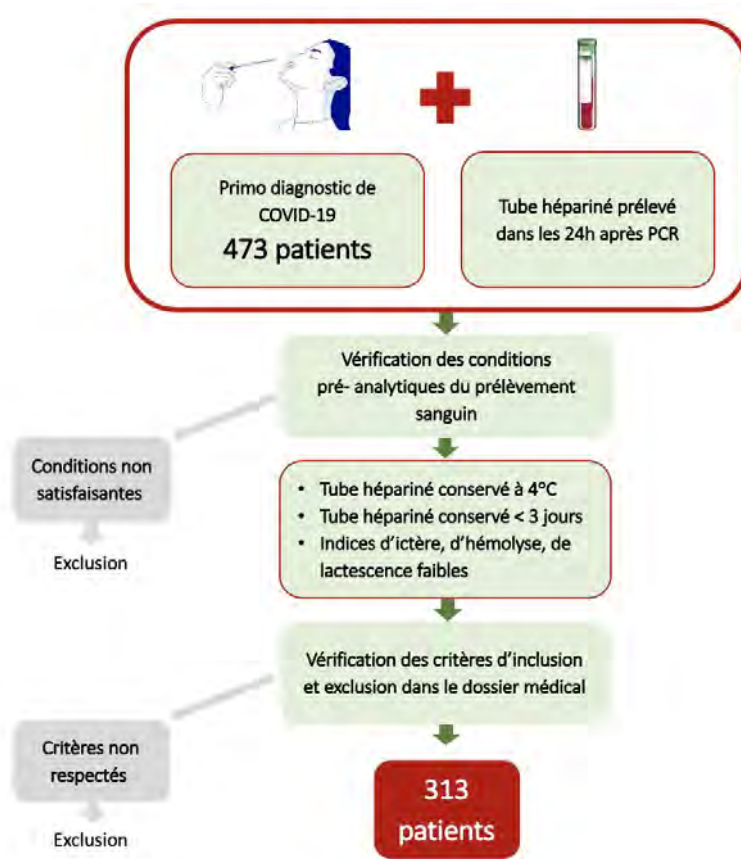 Primo diagnostic de
COVID-19
473 patients
Tube hépariné prélevé
dans les 24h après PCR
Vérification des conditions
pré- analytiques du prélèvement
sanguin
Conditions non
satisfaisantes
Exclusion
• Tube hépariné conservé à 4°C
• Tube hépariné conservé < 3 jours
• Indices d'ictère, d'hémolyse, de
lactescence faibles
Vérification des critères d'inclusion
et exclusion dans le dossier médical
Critères non
respectés
Exclusion
313
patients